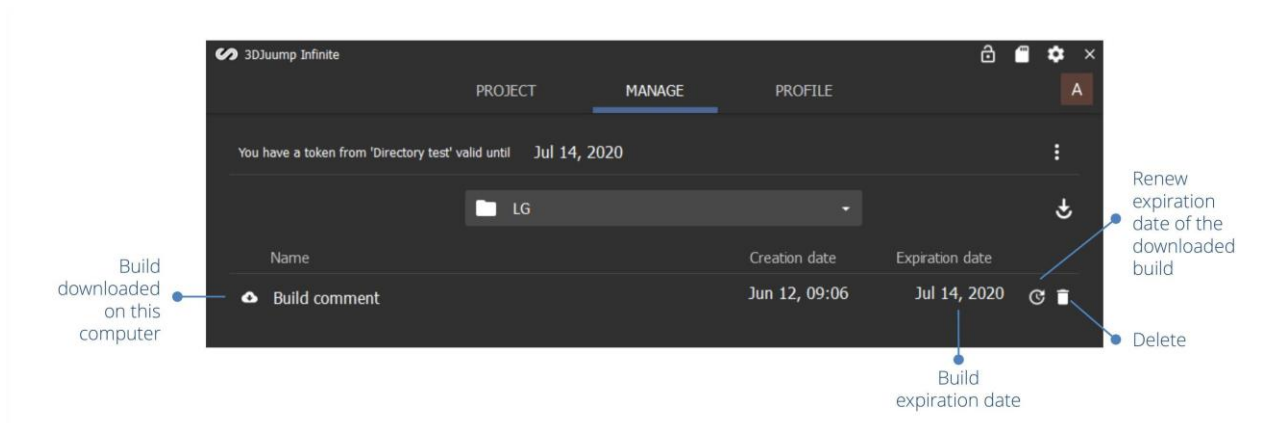 3DJuump Infinite
PROJECT MANAGE PROFILE A
You have a token from 'Directory test' valid until Jul 14, 2020
LG
Name Creation date Expiration date
Build comment Jun 12, 09:06 Jul 14, 2020
Build
downloaded
on this
computer
Renew
expiration
date of the
downloaded
build
Delete
Build
expiration date